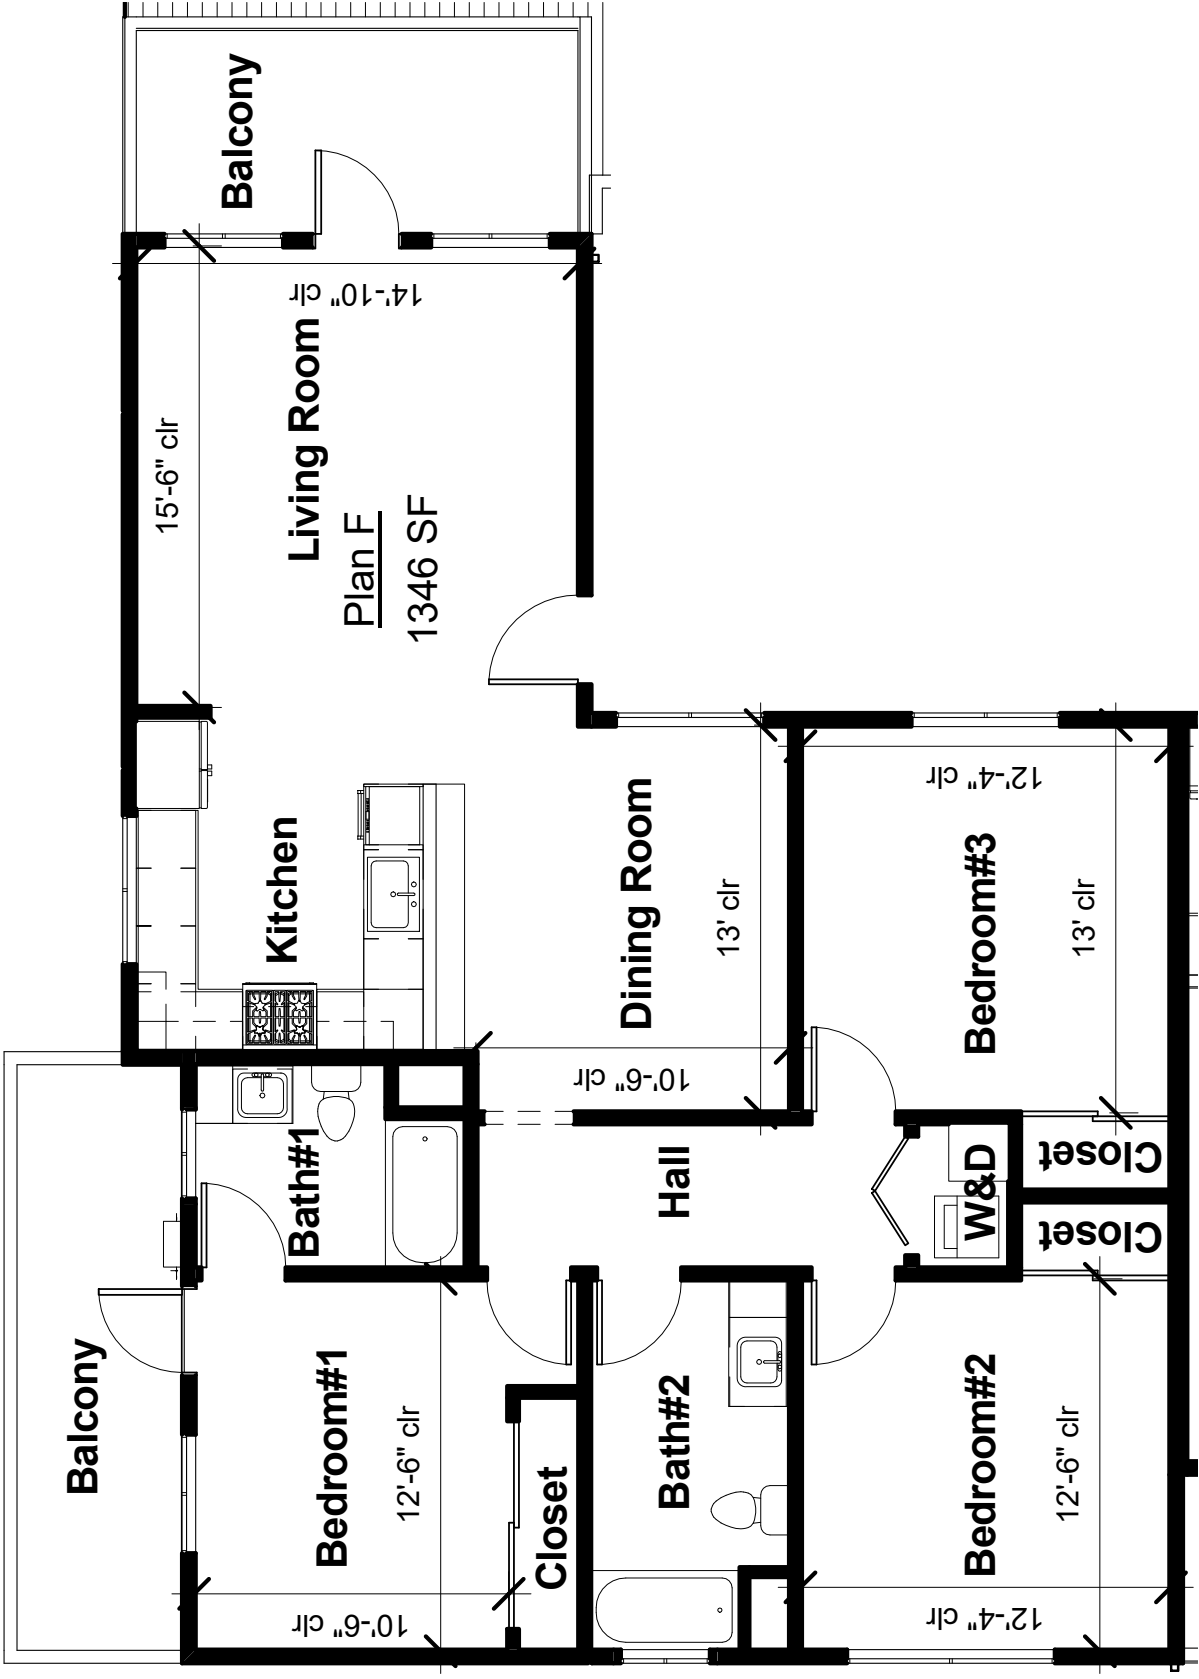 Balcony
14'-10" clr
Living Room
15'-6" clr
Plan F
1346 SF
Kitchen
Dining Room
13' clr
10'-6" clr
12'-4" clr
Bedroom#3
13' clr
Bath#1
Hall
W&D
Closet
Closet
Balcony
Bedroom#1
12'-6" clr
10'-6" clr
Closet
Bath#2
Bedroom#2
12'-6" clr
12'-4" clr